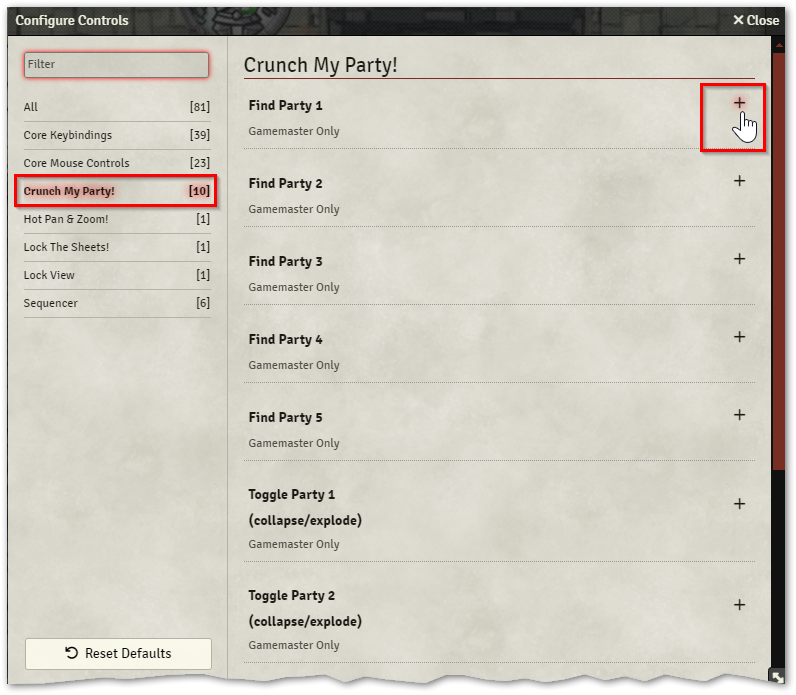 Configure Controls
Close
Filter
All [81]
Core Keybindings [39]
Core Mouse Controls [23]
Crunch My Party! [10]
Hot Pan & Zoom! [1]
Lock The Sheets! [1]
Lock View [1]
Sequencer [6]
Reset Defaults
Crunch My Party!
Find Party 1
Gamemaster Only
Find Party 2
Gamemaster Only
Find Party 3
Gamemaster Only
Find Party 4
Gamemaster Only
Find Party 5
Gamemaster Only
Toggle Party 1
(collapse/explode)
Gamemaster Only
Toggle Party 2
(collapse/explode)
Gamemaster Only